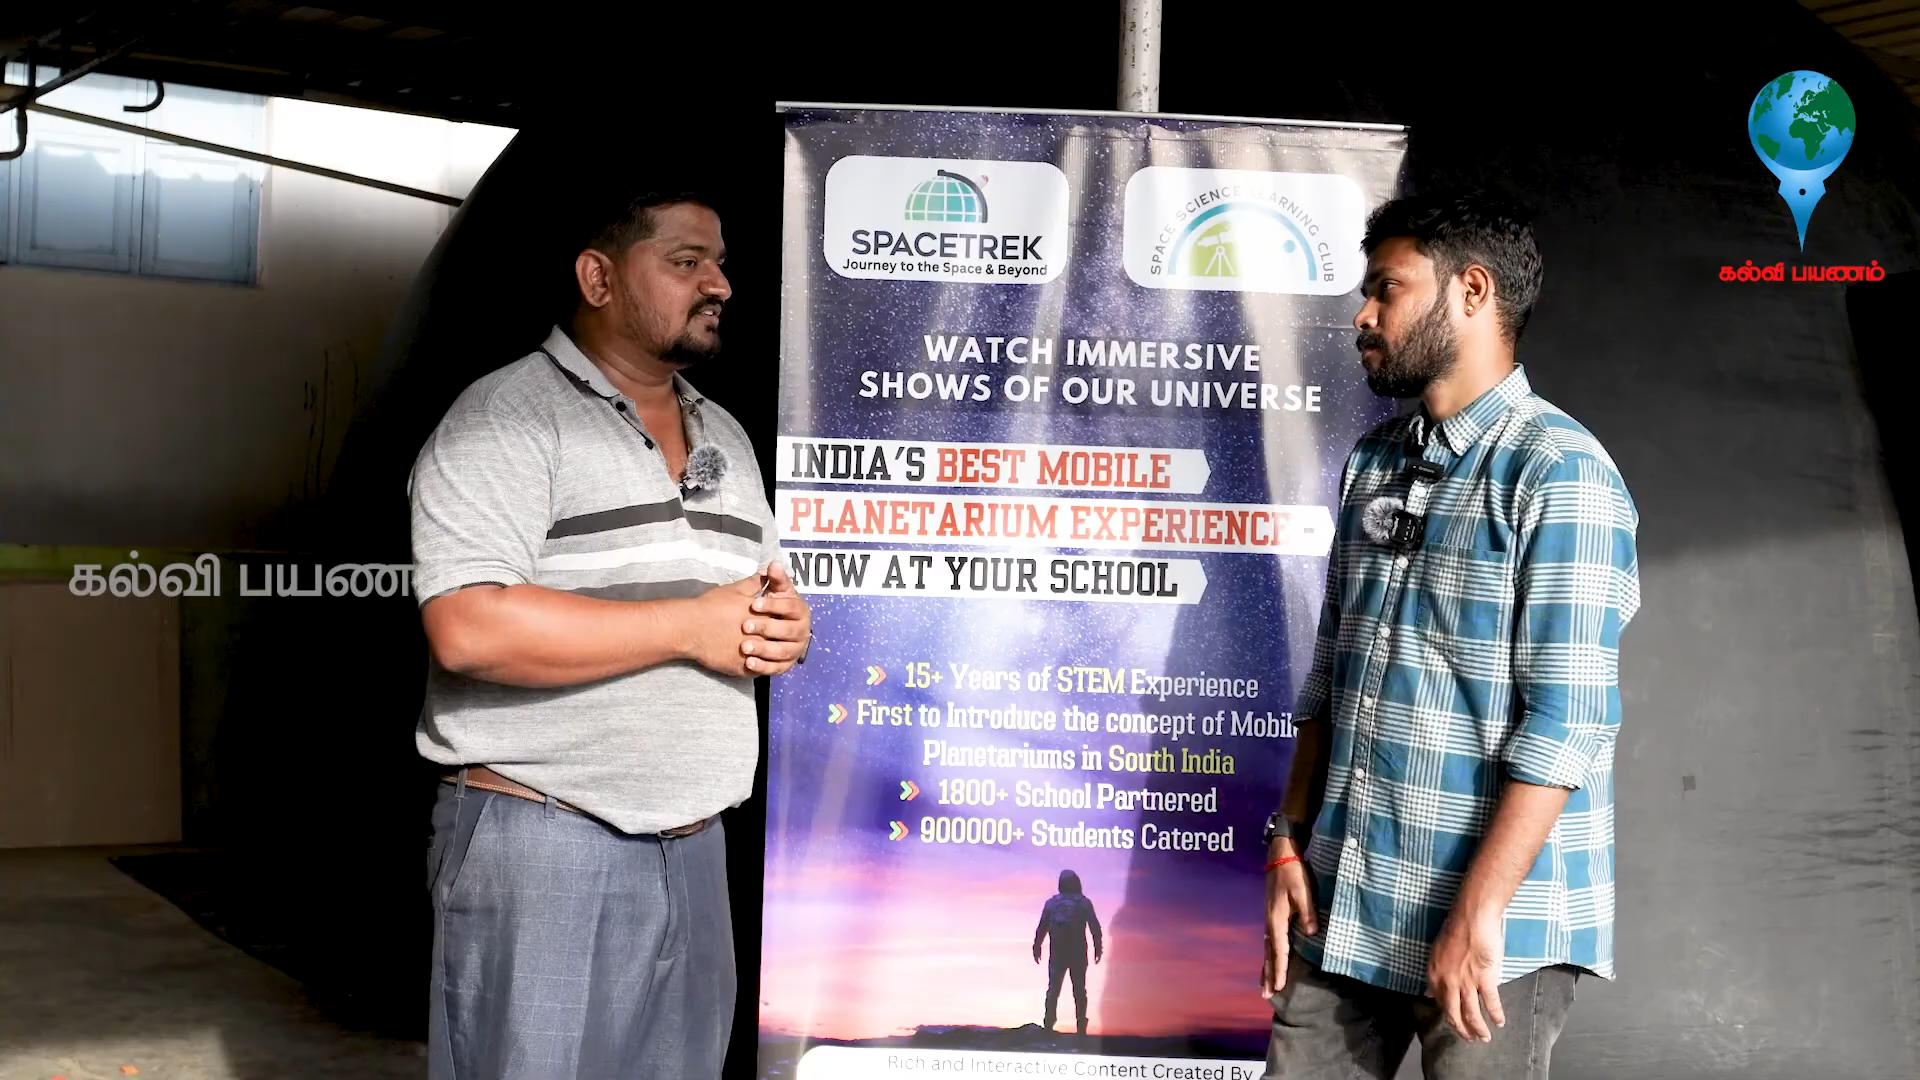 SPACETREK
Journey to the Space & Beyond
SPACE SCIENCE LEARNING CLUB
கல்வி பயணம்
WATCH IMMERSIVE
SHOWS OF OUR UNIVERSE
INDIA'S BEST MOBILE
PLANETARIUM EXPERIENCE -
NOW AT YOUR SCHOOL
கல்வி பயணம்
15+ Years of STEM Experience
First to Introduce the concept of Mobile
Planetariums in South India
1800+ School Partnered
900000+ Students Catered
Rich and Interactive Content Created By